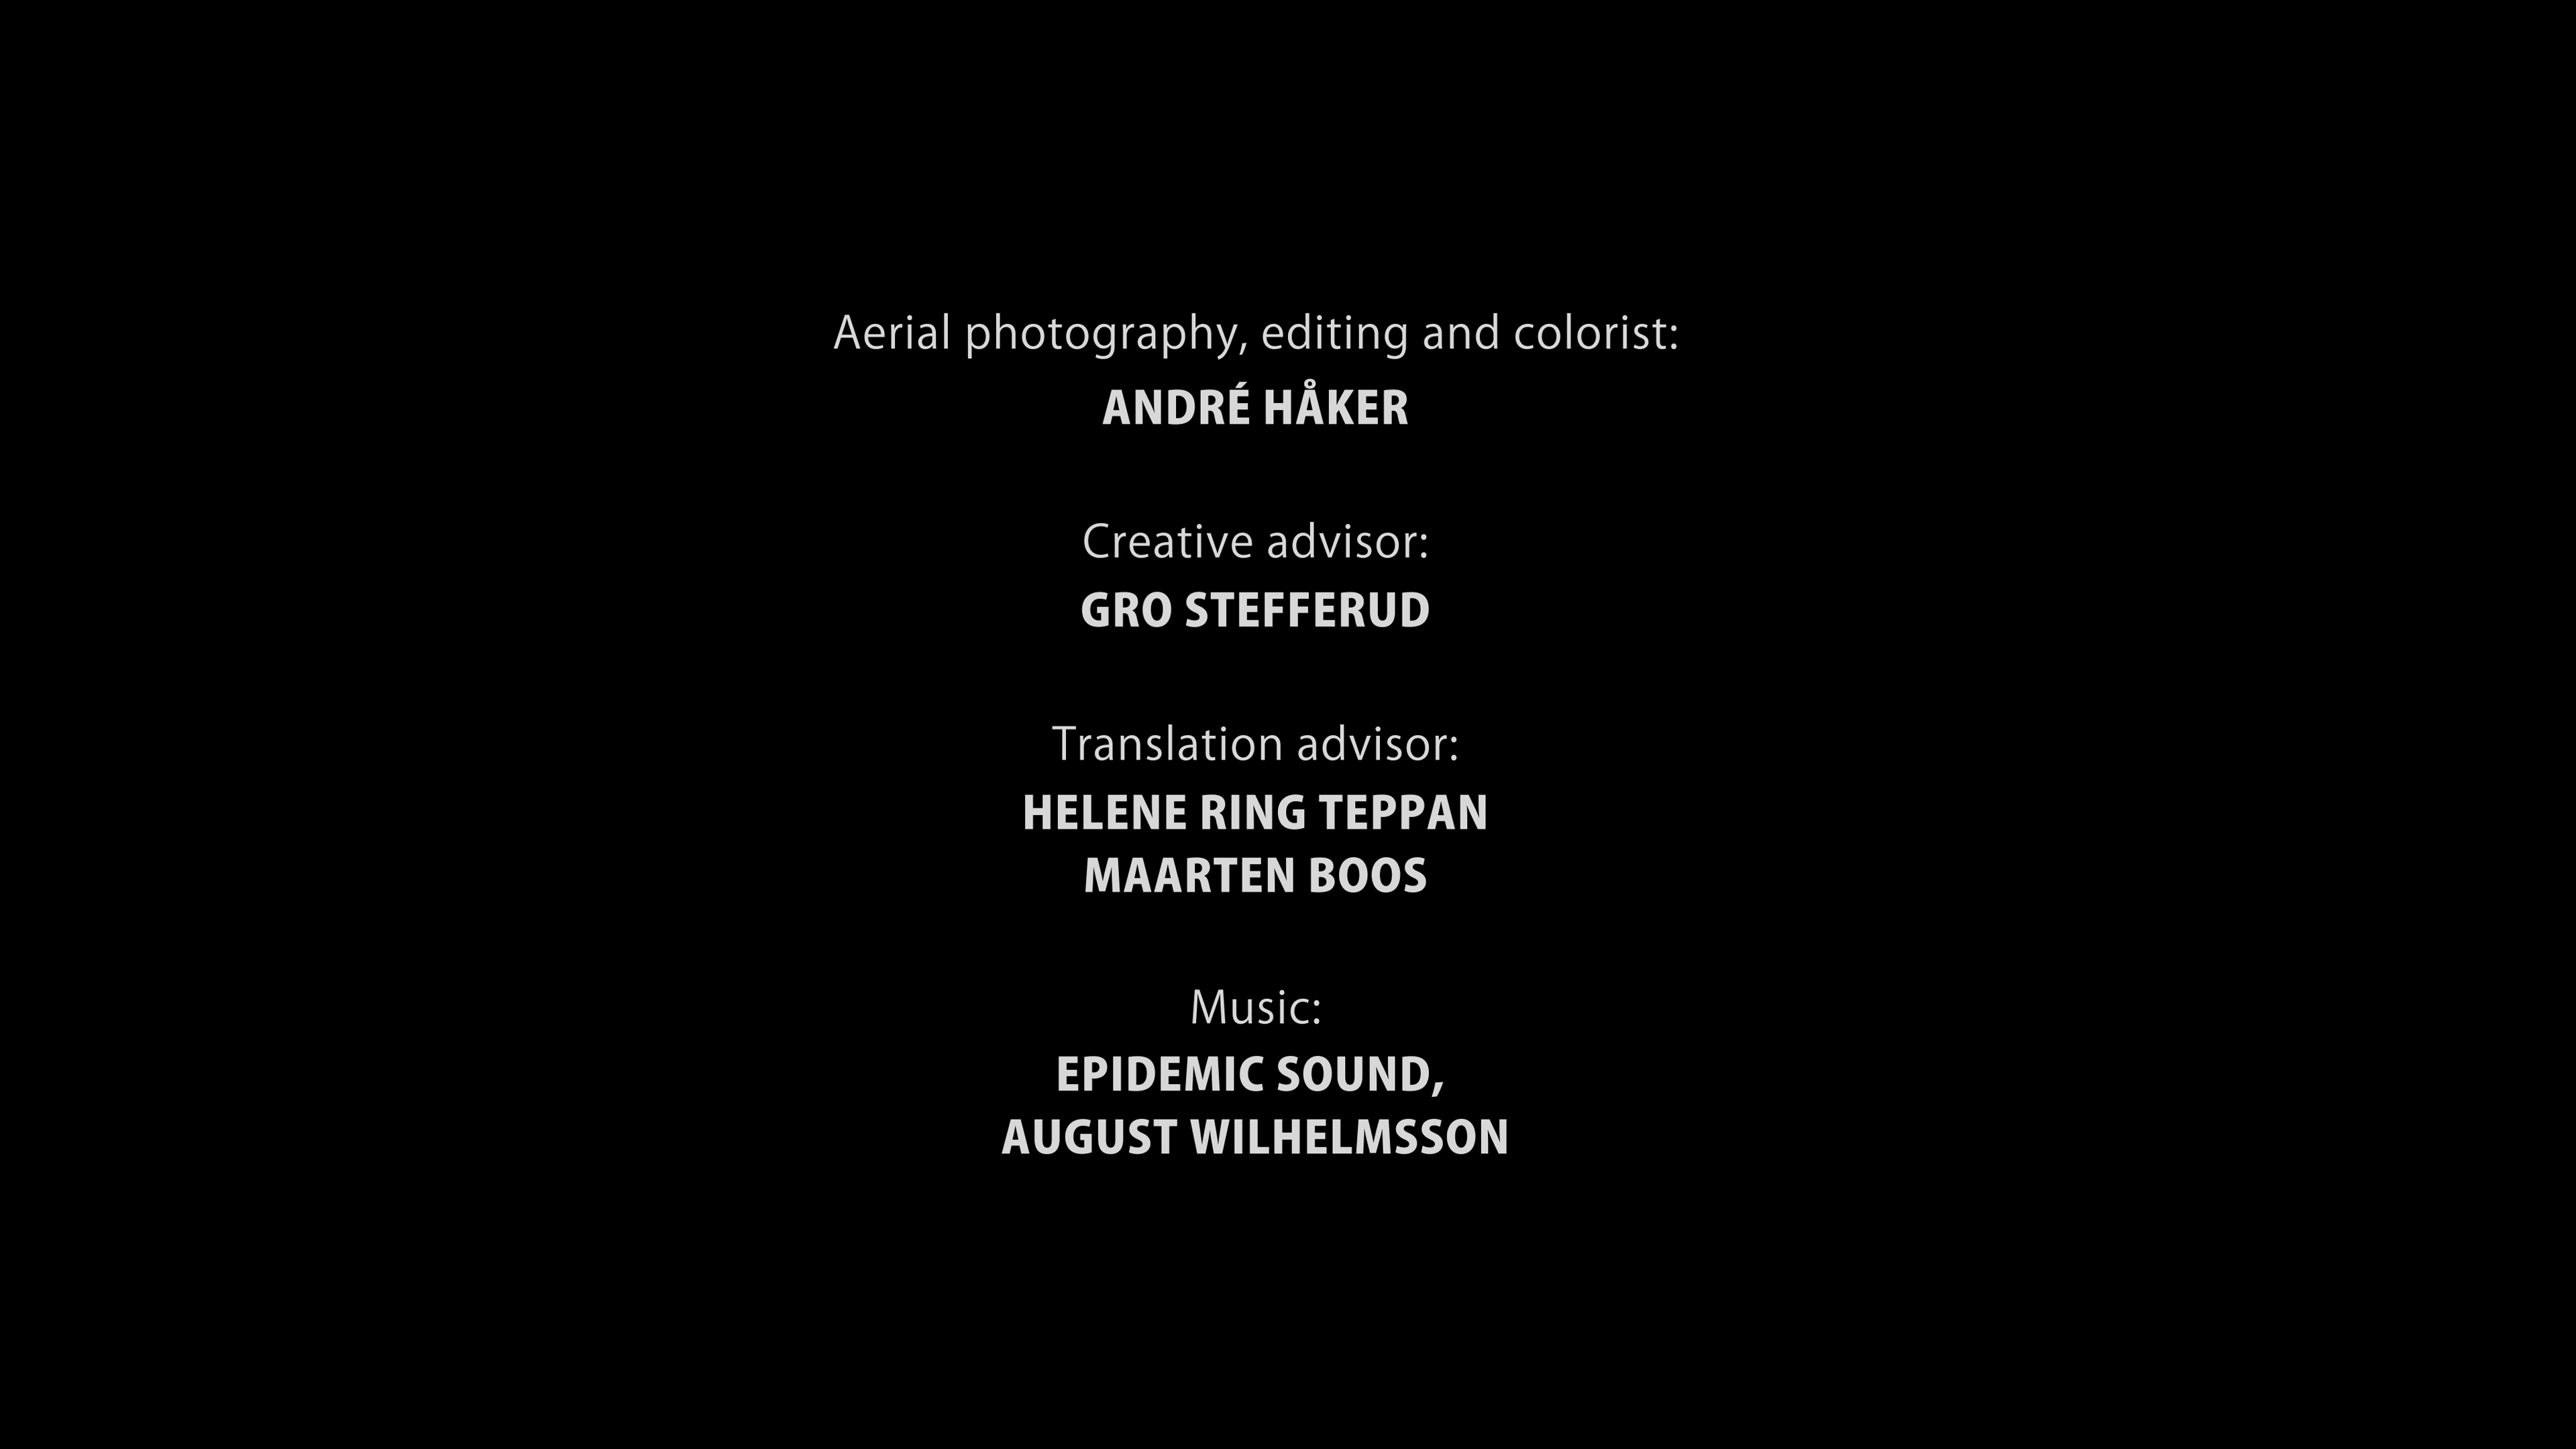 Aerial photography, editing and colorist:
ANDRÉ HÅKER
Creative advisor:
GRO STEFFERUD
Translation advisor:
HELENE RING TEPPAN
MAARTEN BOOS
Music:
EPIDEMIC SOUND,
AUGUST WILHELMSSON